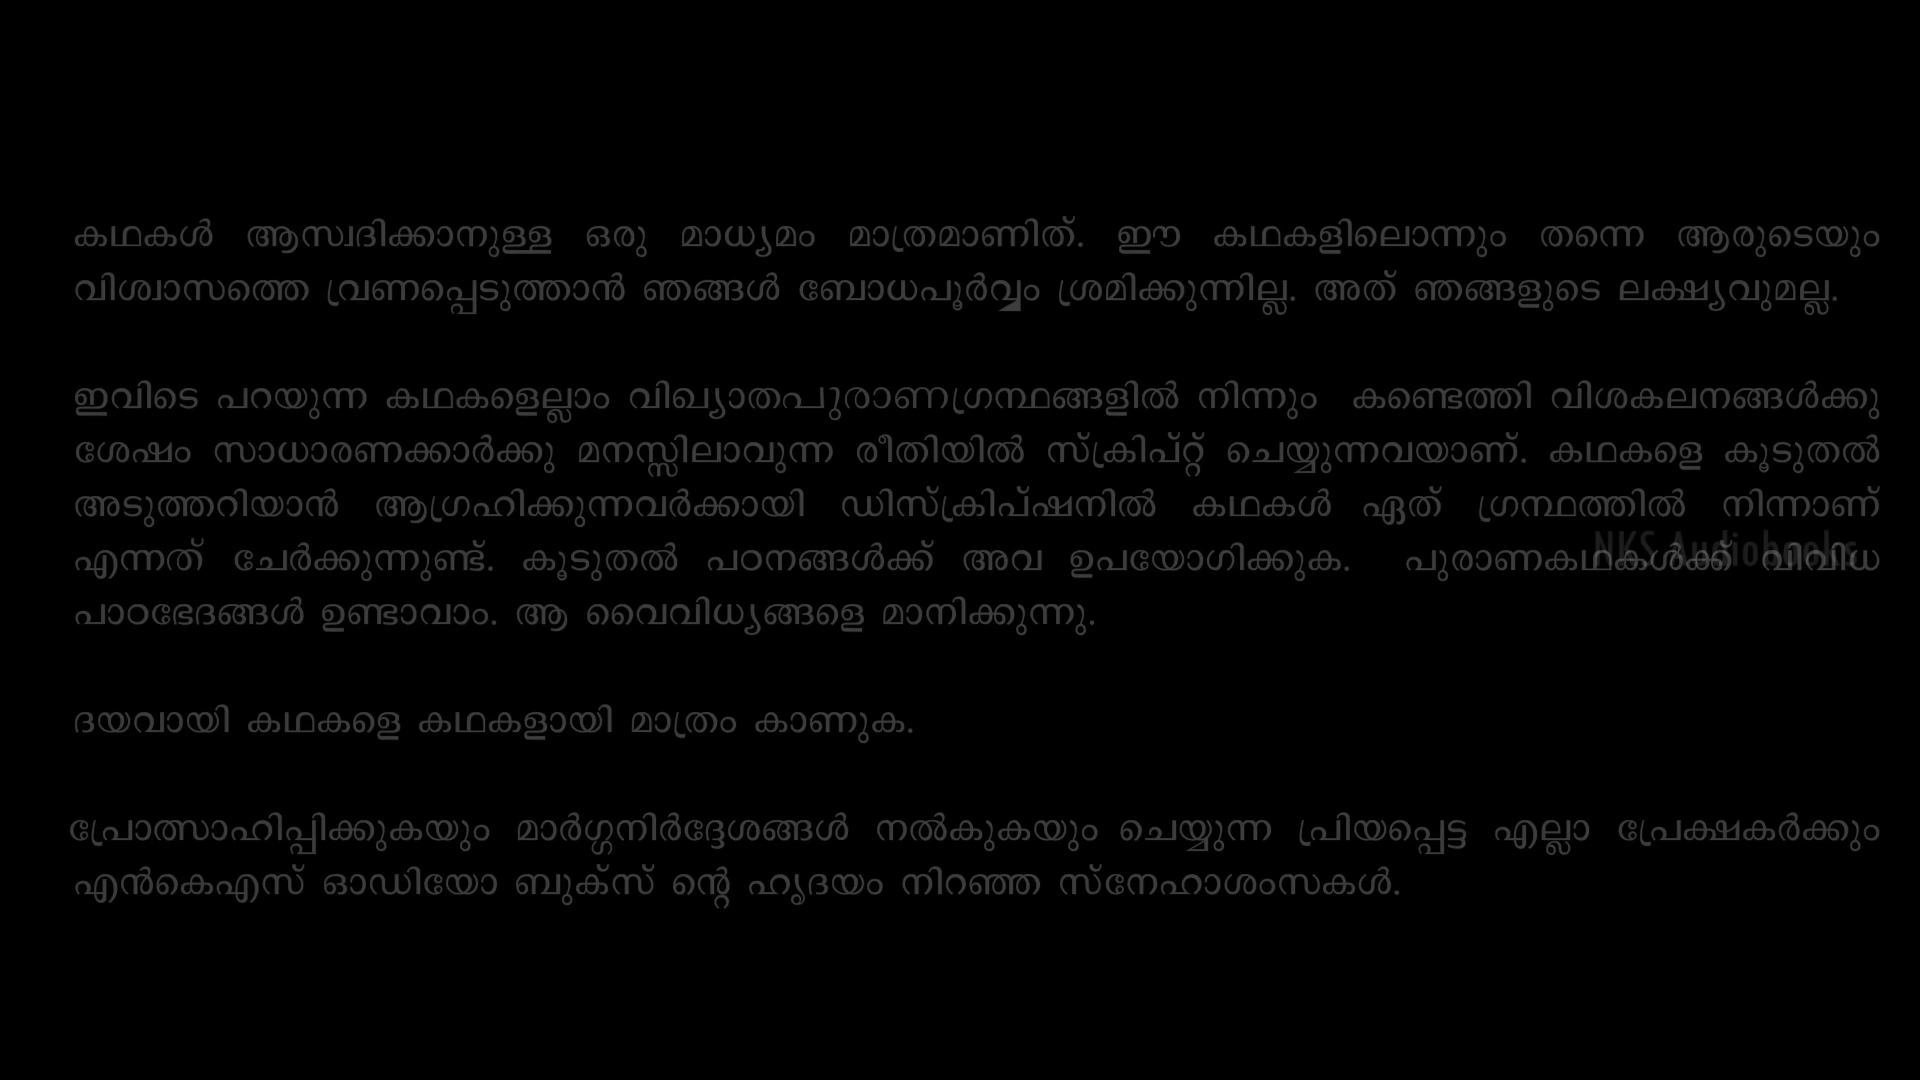 കഥകൾ ആസ്വദിക്കാനുള്ള ഒരു മാധ്യമം മാത്രമാണിത്. ഈ കഥകളിലൊന്നും തന്നെ ആരുടെയും
വിശ്വാസത്തെ വ്രണപ്പെടുത്താൻ ഞങ്ങൾ ബോധപൂർവ്വം ശ്രമിക്കുന്നില്ല. അത് ഞങ്ങളുടെ ലക്ഷ്യവുമല്ല.
ഇവിടെ പറയുന്ന കഥകളെല്ലാം വിഖ്യാതപുരാണഗ്രന്ഥങ്ങളിൽ നിന്നും കണ്ടെത്തി വിശകലനങ്ങൾക്കു
ശേഷം സാധാരണക്കാർക്കു മനസ്സിലാവുന്ന രീതിയിൽ സ്ക്രിപ്റ്റ് ചെയ്യുന്നവയാണ്. കഥകളെ കൂടുതൽ
അടുത്തറിയാൻ ആഗ്രഹിക്കുന്നവർക്കായി ഡിസ്ക്രിപ്ഷനിൽ കഥകൾ ഏത് ഗ്രന്ഥത്തിൽ നിന്നാണ്
എന്നത് ചേർക്കുന്നുണ്ട്. കൂടുതൽ പഠനങ്ങൾക്ക് അവ ഉപയോഗിക്കുക. പുരാണകഥകൾക്ക് വിവിധ
NKS Audiobooks
പാഠഭേദങ്ങൾ ഉണ്ടാവാം. ആ വൈവിധ്യങ്ങളെ മാനിക്കുന്നു.
ദയവായി കഥകളെ കഥകളായി മാത്രം കാണുക.
പ്രോത്സാഹിപ്പിക്കുകയും മാർഗ്ഗനിർദ്ദേശങ്ങൾ നൽകുകയും ചെയ്യുന്ന പ്രിയപ്പെട്ട എല്ലാ പ്രേക്ഷകർക്കും
എൻകെഎസ് ഓഡിയോ ബുക്സ് ന്റെ ഹൃദയം നിറഞ്ഞ സ്നേഹാശംസകൾ.